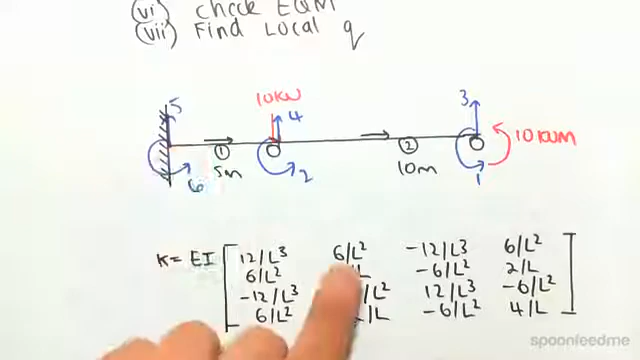 (vi) Check EQM
(vii) Find Local q
10KN
5 4 3
10KNM
1 2
6 5m 2 10m 1
K = EI 12/L³ 6/L² -12/L³ 6/L²
6/L² /L -6/L² 2/L
-12/L³ /L² 12/L³ -6/L²
6/L² /L -6/L² 4/L
spoonfeedme